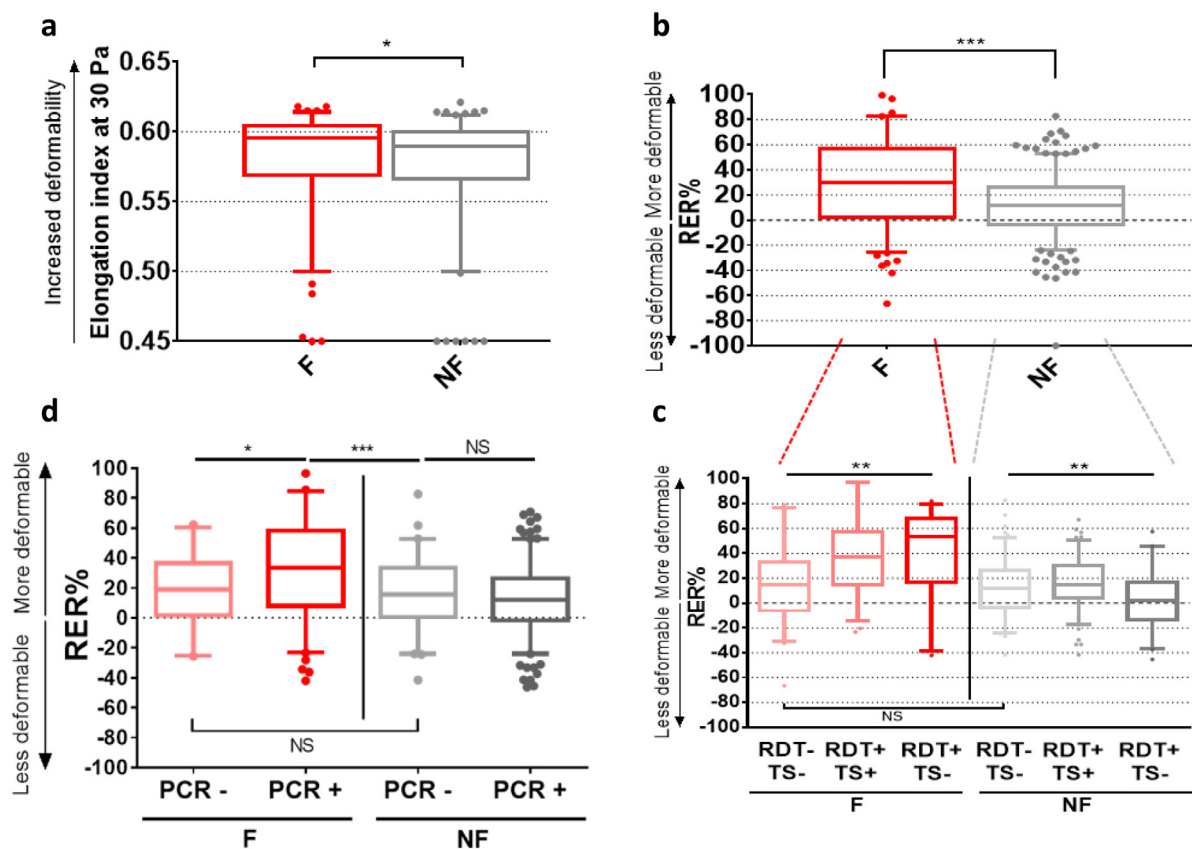 a
*
Increased deformability
Elongation index at 30 Pa
0.65
0.60
0.55
0.50
0.45
F
NF
b
***
Less deformable
More deformable
RER%
100
80
60
40
20
0
-20
-40
-60
-80
-100
F
NF
d
*
***
NS
Less deformable
More deformable
RER%
100
80
60
40
20
0
-20
-40
-60
-80
-100
NS
PCR -
PCR +
PCR -
PCR +
F
NF
c
**
**
Less deformable
More deformable
RER%
100
80
60
40
20
0
-20
-40
-60
-80
-100
NS
RDT- RDT+ RDT+ RDT- RDT+ RDT+
TS- TS+ TS- TS- TS+ TS-
F
NF